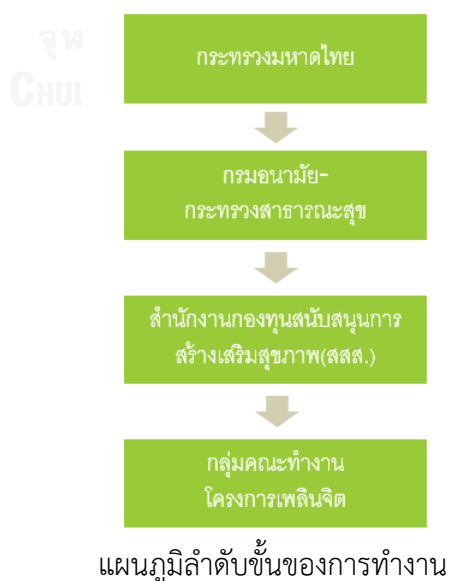 จุฬ
CHUL
กระทรวงมหาดไทย
กรมอนามัย-
กระทรวงสาธารณะสุข
สำนักงานกองทุนสนับสนุนการ
สร้างเสริมสุขภาพ(สสส.)
กลุ่มคณะทำงาน
โครงการเพลินจิต
แผนภูมิลำดับขั้นของการทำงาน